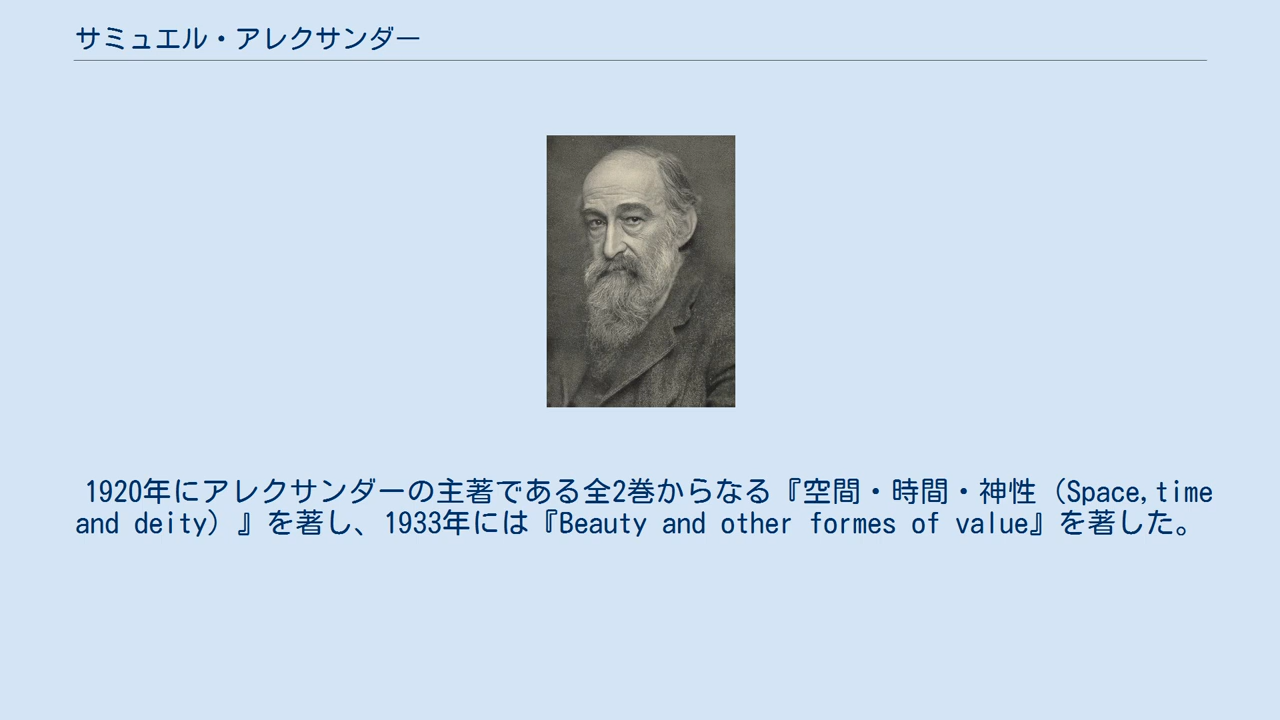 サミュエル・アレクサンダー
1920年にアレクサンダーの主著である全2巻からなる『空間・時間・神性（Space,time
and deity）』を著し、1933年には『Beauty and other formes of value』を著した。